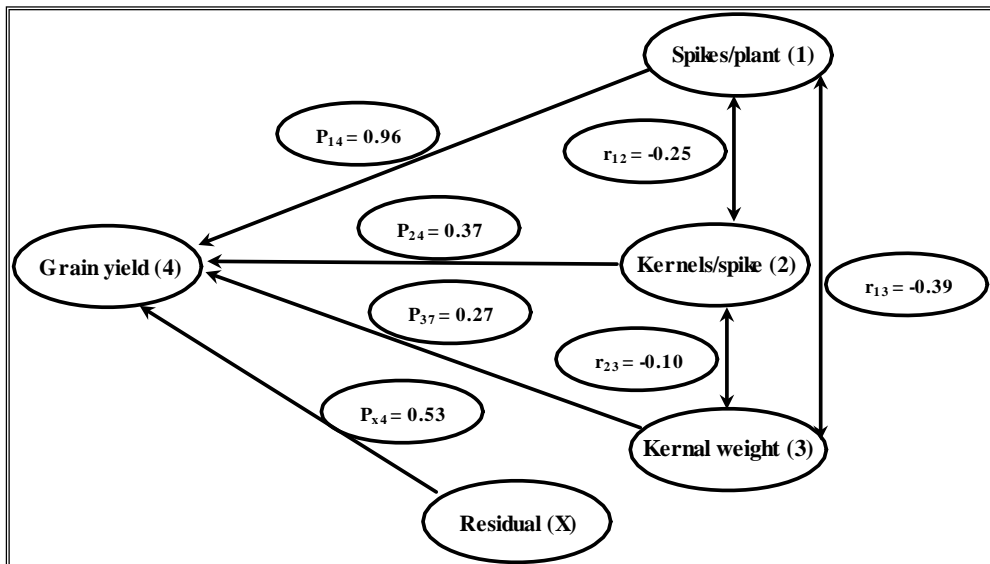 Spikes/plant (1)
P14 = 0.96
r12 = -0.25
P24 = 0.37
Grain yield (4)
Kernels/spike (2)
r13 = -0.39
P37 = 0.27
r23 = -0.10
Px4 = 0.53
Kernal weight (3)
Residual (X)